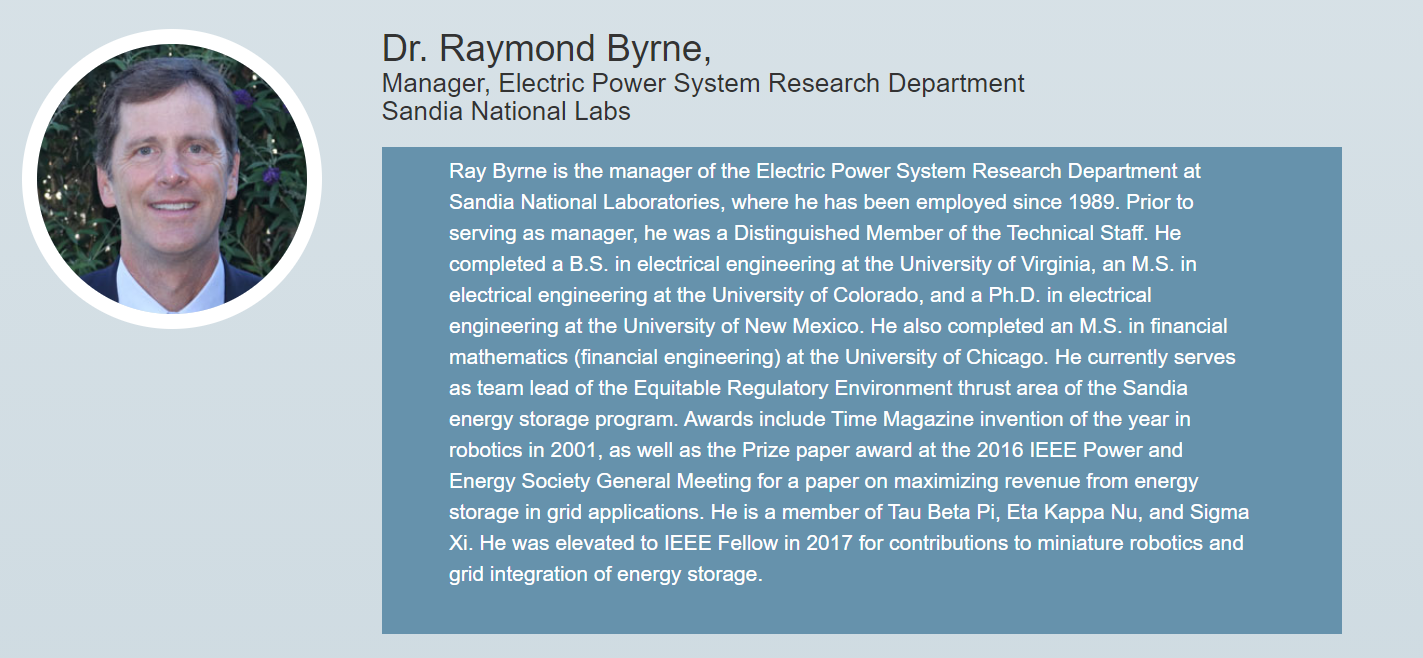 Dr. Raymond Byrne,
Manager, Electric Power System Research Department
Sandia National Labs
Ray Byrne is the manager of the Electric Power System Research Department at
Sandia National Laboratories, where he has been employed since 1989. Prior to
serving as manager, he was a Distinguished Member of the Technical Staff. He
completed a B.S. in electrical engineering at the University of Virginia, an M.S. in
electrical engineering at the University of Colorado, and a Ph.D. in electrical
engineering at the University of New Mexico. He also completed an M.S. in financial
mathematics (financial engineering) at the University of Chicago. He currently serves
as team lead of the Equitable Regulatory Environment thrust area of the Sandia
energy storage program. Awards include Time Magazine invention of the year in
robotics in 2001, as well as the Prize paper award at the 2016 IEEE Power and
Energy Society General Meeting for a paper on maximizing revenue from energy
storage in grid applications. He is a member of Tau Beta Pi, Eta Kappa Nu, and Sigma
Xi. He was elevated to IEEE Fellow in 2017 for contributions to miniature robotics and
grid integration of energy storage.